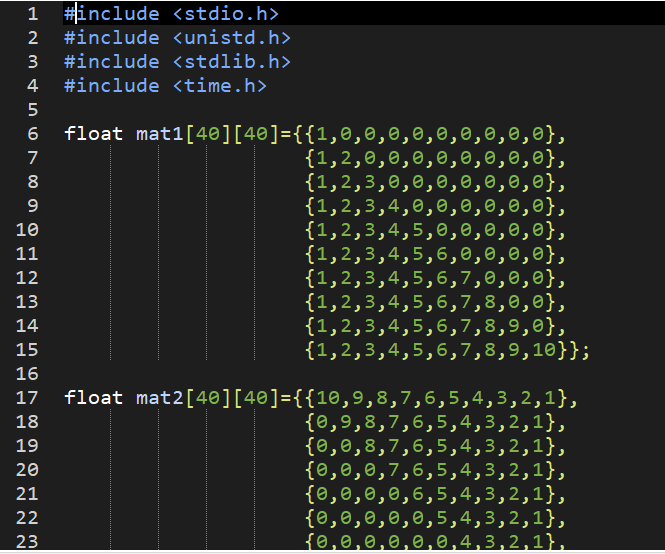 1 #include <stdio.h>
2 #include <unistd.h>
3 #include <stdlib.h>
4 #include <time.h>
5
6 float mat1[40][40]={{1,0,0,0,0,0,0,0,0,0},
7 {1,2,0,0,0,0,0,0,0,0},
8 {1,2,3,0,0,0,0,0,0,0},
9 {1,2,3,4,0,0,0,0,0,0},
10 {1,2,3,4,5,0,0,0,0,0},
11 {1,2,3,4,5,6,0,0,0,0},
12 {1,2,3,4,5,6,7,0,0,0},
13 {1,2,3,4,5,6,7,8,0,0},
14 {1,2,3,4,5,6,7,8,9,0},
15 {1,2,3,4,5,6,7,8,9,10}};
16
17 float mat2[40][40]={{10,9,8,7,6,5,4,3,2,1},
18 {0,9,8,7,6,5,4,3,2,1},
19 {0,0,8,7,6,5,4,3,2,1},
20 {0,0,0,7,6,5,4,3,2,1},
21 {0,0,0,0,6,5,4,3,2,1},
22 {0,0,0,0,0,5,4,3,2,1},
23 {0,0,0,0,0,0,4,3,2,1},